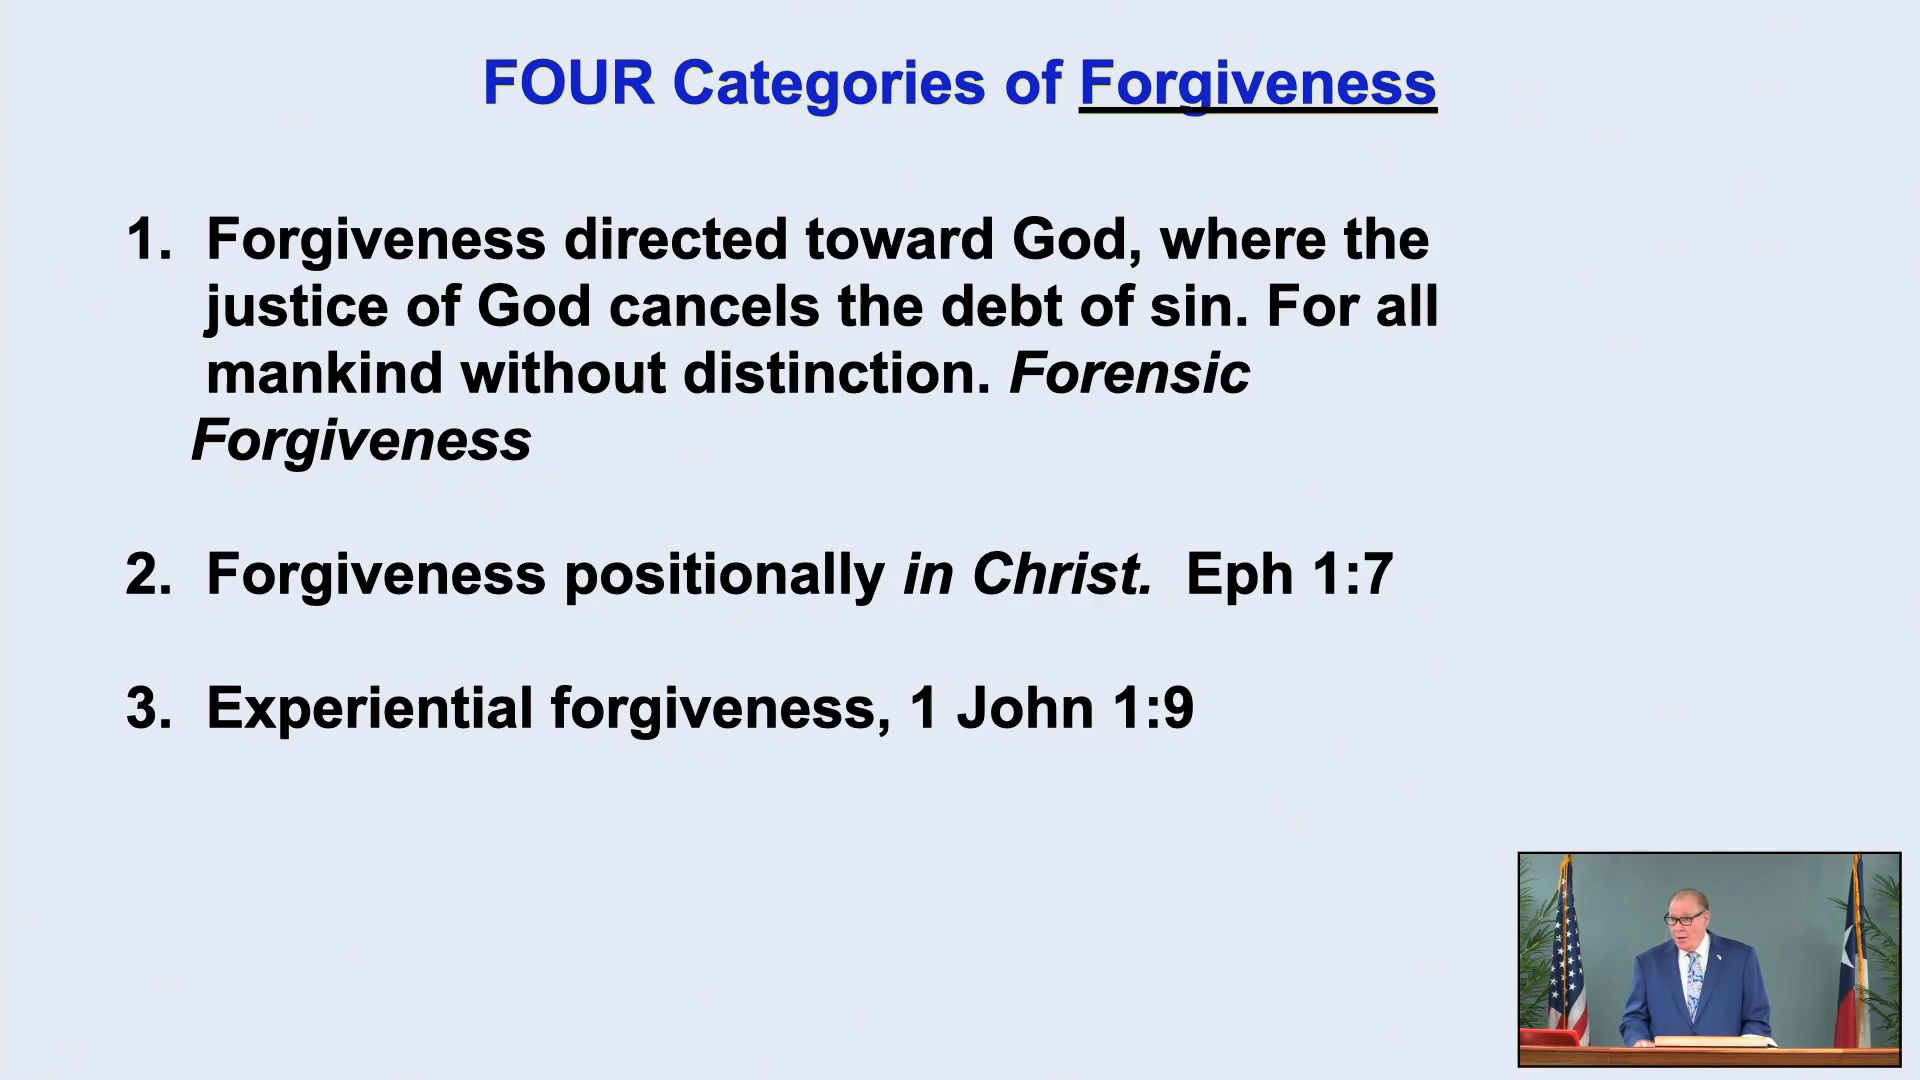 FOUR Categories of Forgiveness
1. Forgiveness directed toward God, where the
justice of God cancels the debt of sin. For all
mankind without distinction. Forensic
Forgiveness
2. Forgiveness positionally in Christ. Eph 1:7
3. Experiential forgiveness, 1 John 1:9